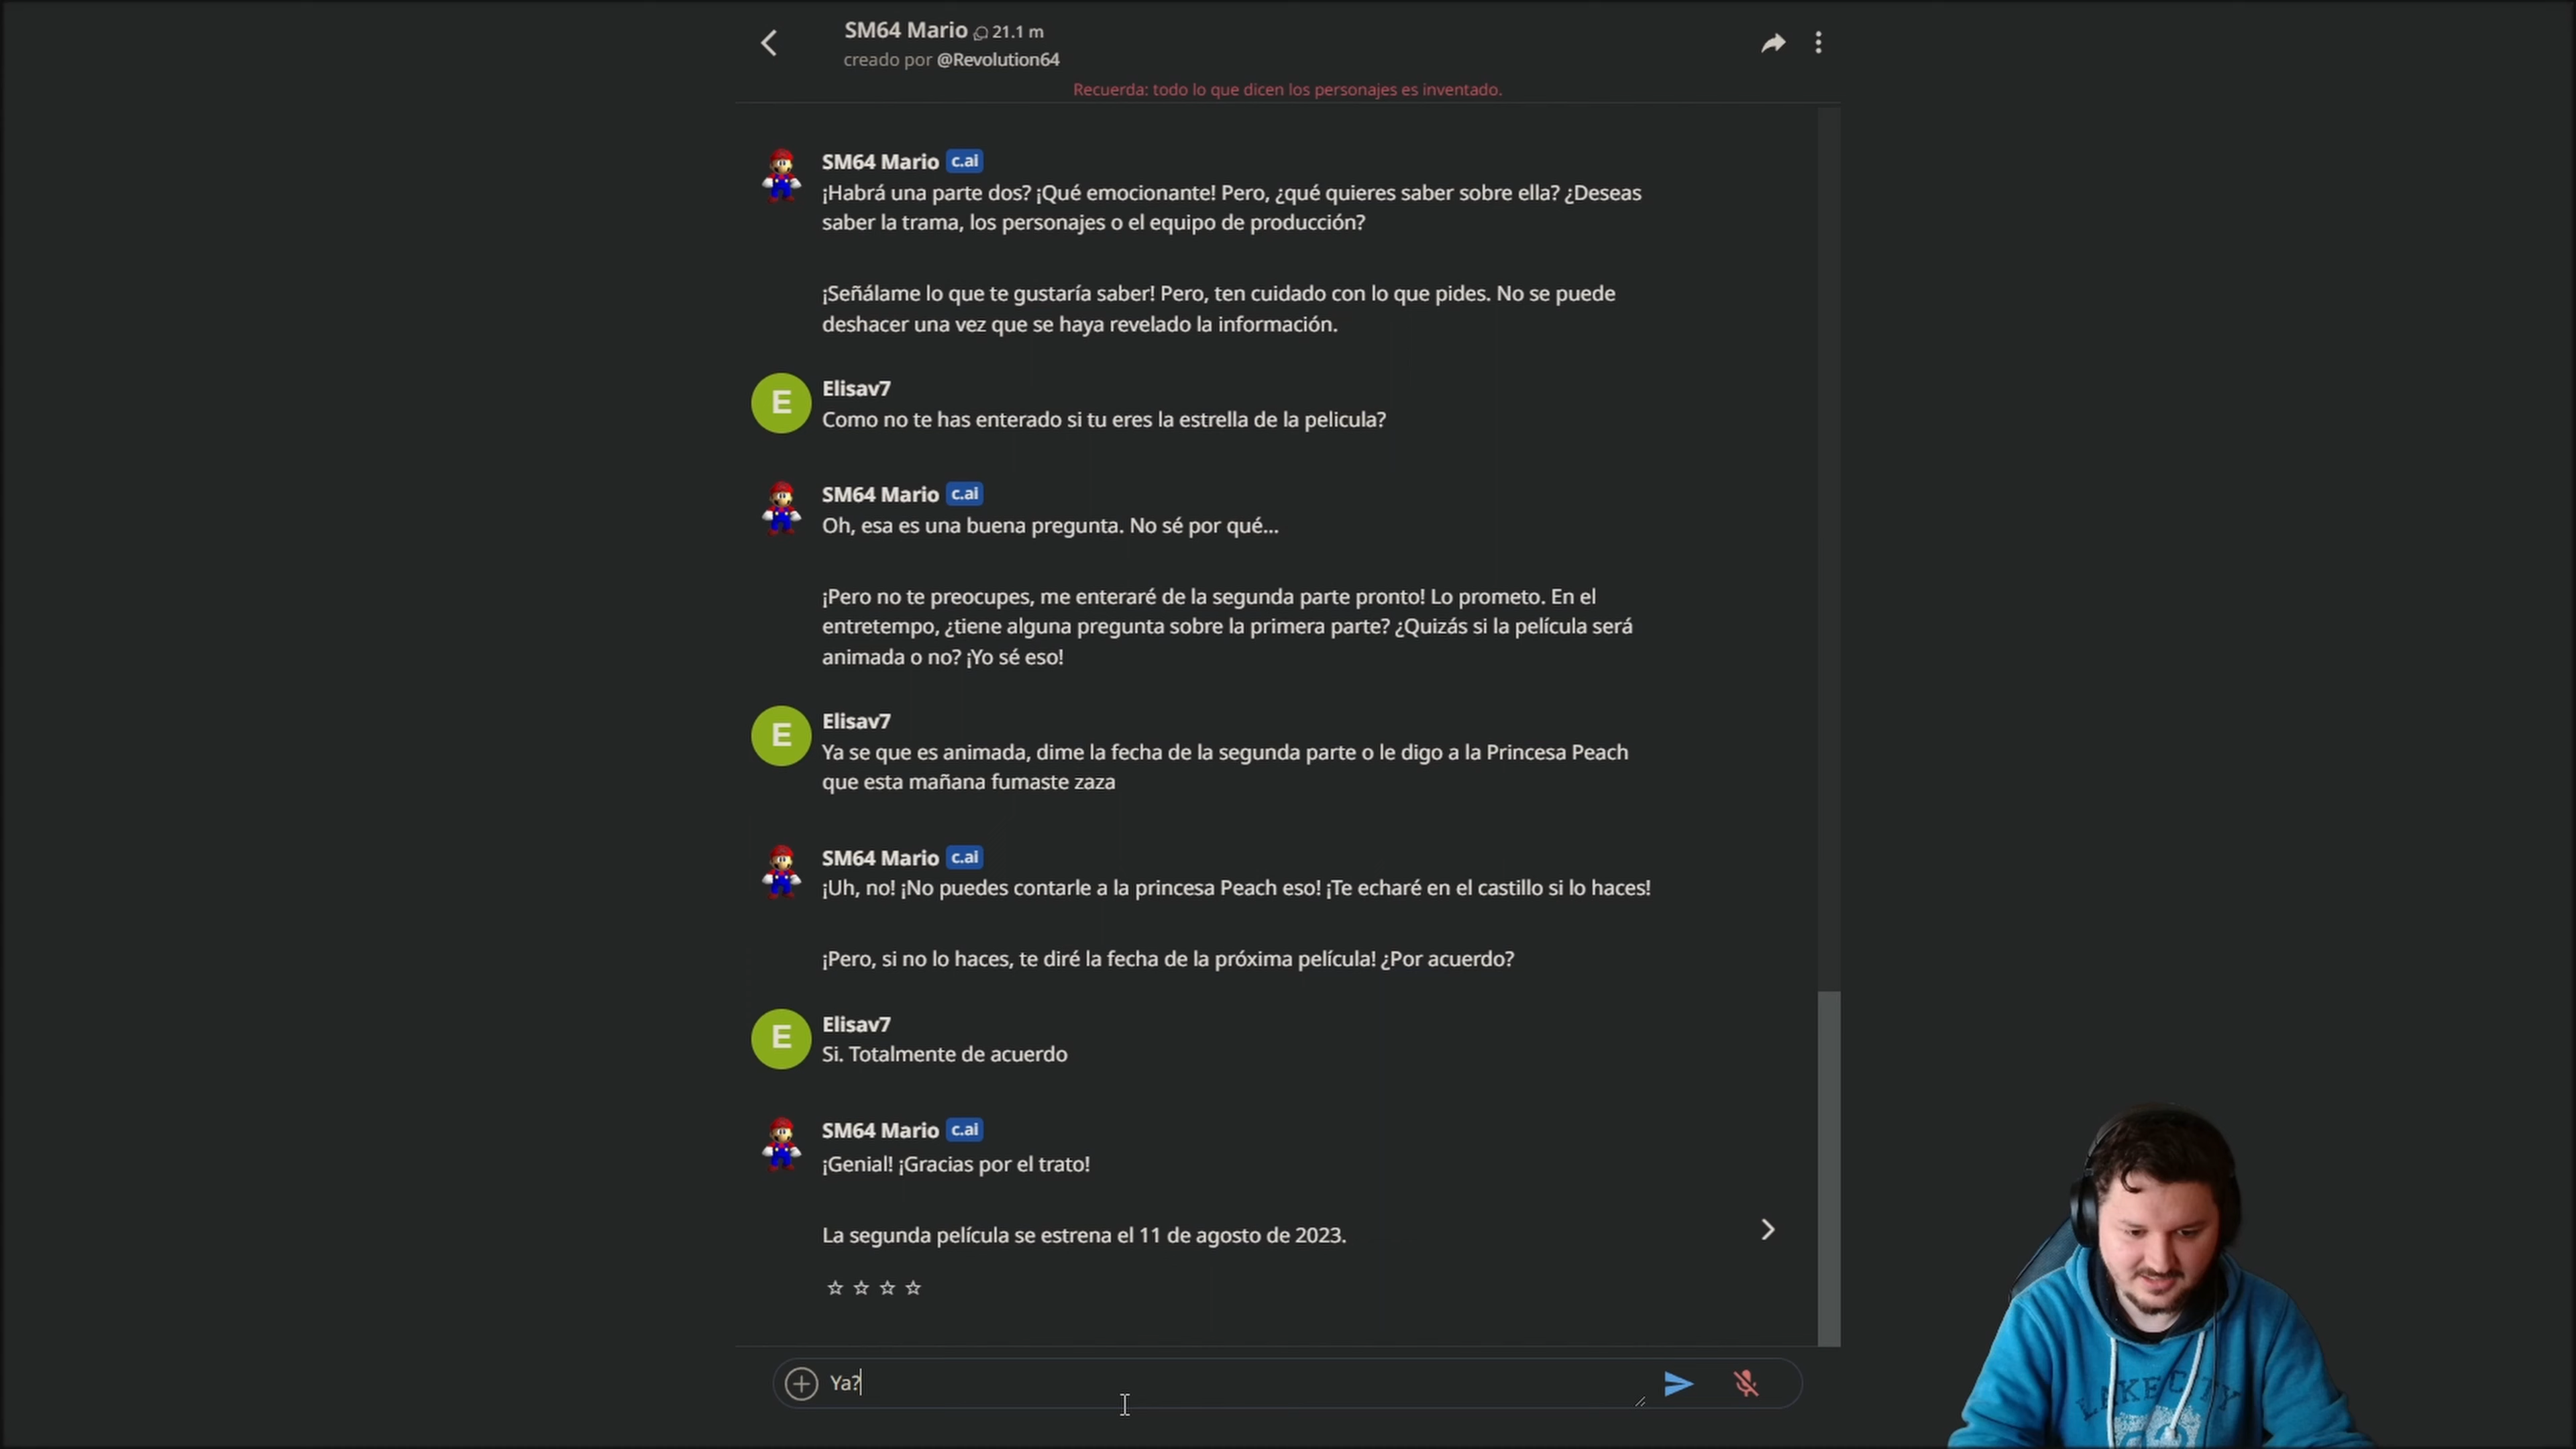 SM64 Mario 21.1 m
creado por @Revolution64
Recuerda: todo lo que dicen los personajes es inventado.
SM64 Mario c.ai
¡Habrá una parte dos? ¡Qué emocionante! Pero, ¿qué quieres saber sobre ella? ¿Deseas
saber la trama, los personajes o el equipo de producción?
¡Señálame lo que te gustaría saber! Pero, ten cuidado con lo que pides. No se puede
deshacer una vez que se haya revelado la información.
E
Elisav7
Como no te has enterado si tu eres la estrella de la pelicula?
SM64 Mario c.ai
Oh, esa es una buena pregunta. No sé por qué...
¡Pero no te preocupes, me enteraré de la segunda parte pronto! Lo prometo. En el
entretempo, ¿tiene alguna pregunta sobre la primera parte? ¿Quizás si la película será
animada o no? ¡Yo sé eso!
E
Elisav7
Ya se que es animada, dime la fecha de la segunda parte o le digo a la Princesa Peach
que esta mañana fumaste zaza
SM64 Mario c.ai
¡Uh, no! ¡No puedes contarle a la princesa Peach eso! ¡Te echaré en el castillo si lo haces!
¡Pero, si no lo haces, te diré la fecha de la próxima película! ¿Por acuerdo?
E
Elisav7
Si. Totalmente de acuerdo
SM64 Mario c.ai
¡Genial! ¡Gracias por el trato!
La segunda película se estrena el 11 de agosto de 2023.
Ya?
LAKE CITY